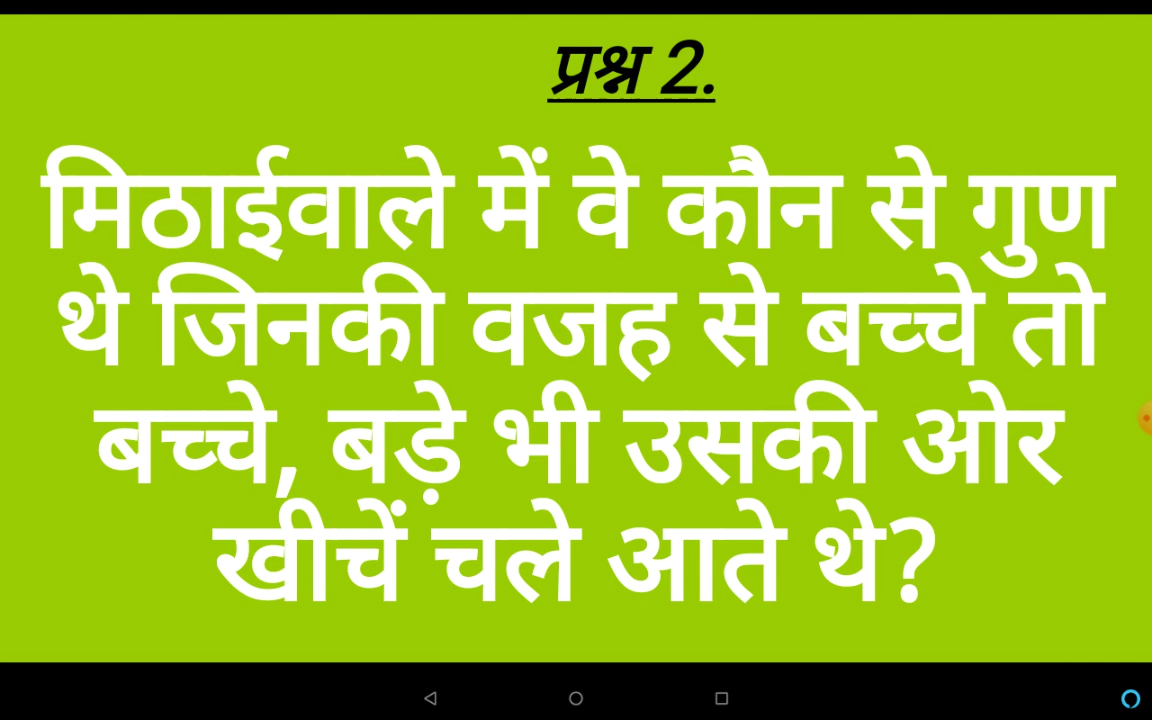 प्रश्न 2.
मिठाईवाले में वे कौन से गुण
थे जिनकी वजह से बच्चे तो
बच्चे, बड़े भी उसकी ओर
खीचें चले आते थे?